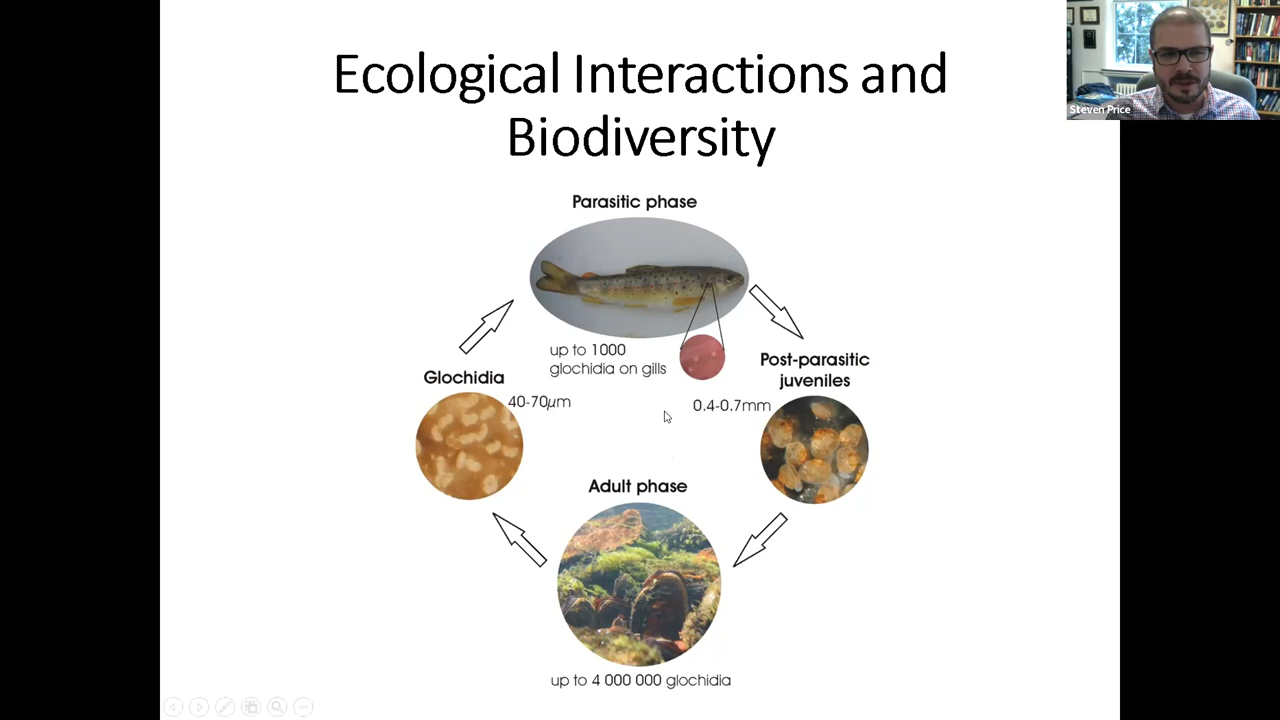 Ecological Interactions and
Biodiversity
Steven Price
Parasitic phase
up to 1000
glochidia on gills
Post-parasitic
juveniles
Glochidia
40-70µm
0.4-0.7mm
Adult phase
up to 4 000 000 glochidia